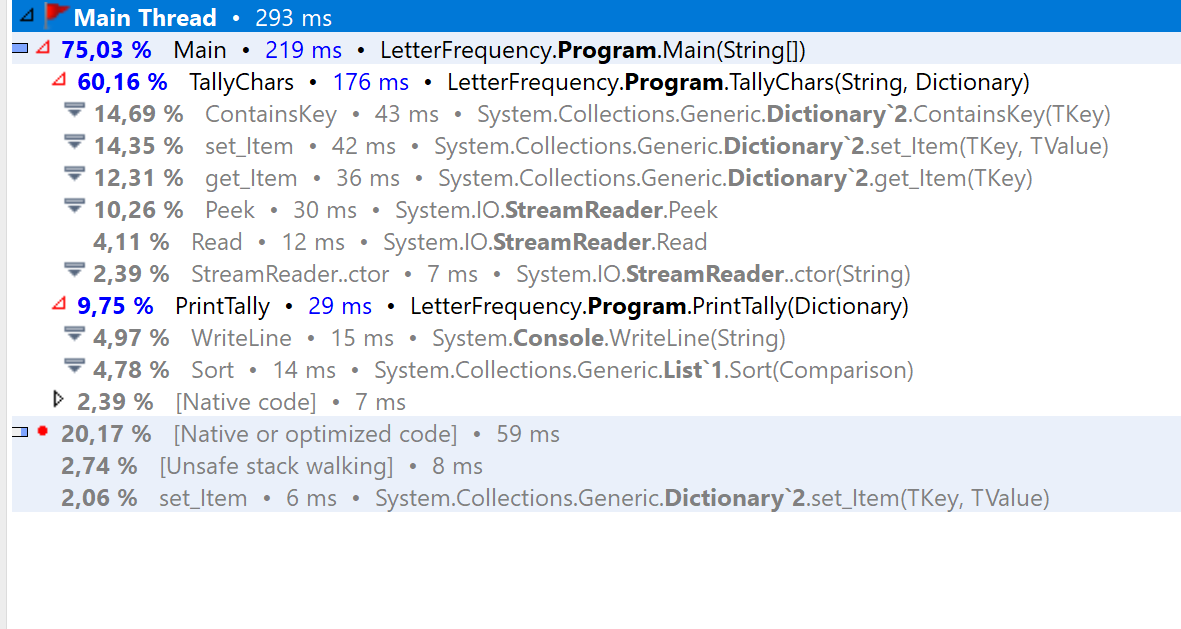 Main Thread • 293 ms
75,03 % Main • 219 ms • LetterFrequency.Program.Main(String[])
60,16 % TallyChars • 176 ms • LetterFrequency.Program.TallyChars(String, Dictionary)
14,69 % ContainsKey • 43 ms • System.Collections.Generic.Dictionary`2.ContainsKey(TKey)
14,35 % set_Item • 42 ms • System.Collections.Generic.Dictionary`2.set_Item(TKey, TValue)
12,31 % get_Item • 36 ms • System.Collections.Generic.Dictionary`2.get_Item(TKey)
10,26 % Peek • 30 ms • System.IO.StreamReader.Peek
4,11 % Read • 12 ms • System.IO.StreamReader.Read
2,39 % StreamReader..ctor • 7 ms • System.IO.StreamReader..ctor(String)
9,75 % PrintTally • 29 ms • LetterFrequency.Program.PrintTally(Dictionary)
4,97 % WriteLine • 15 ms • System.Console.WriteLine(String)
4,78 % Sort • 14 ms • System.Collections.Generic.List`1.Sort(Comparison)
2,39 % [Native code] • 7 ms
20,17 % [Native or optimized code] • 59 ms
2,74 % [Unsafe stack walking] • 8 ms
2,06 % set_Item • 6 ms • System.Collections.Generic.Dictionary`2.set_Item(TKey, TValue)